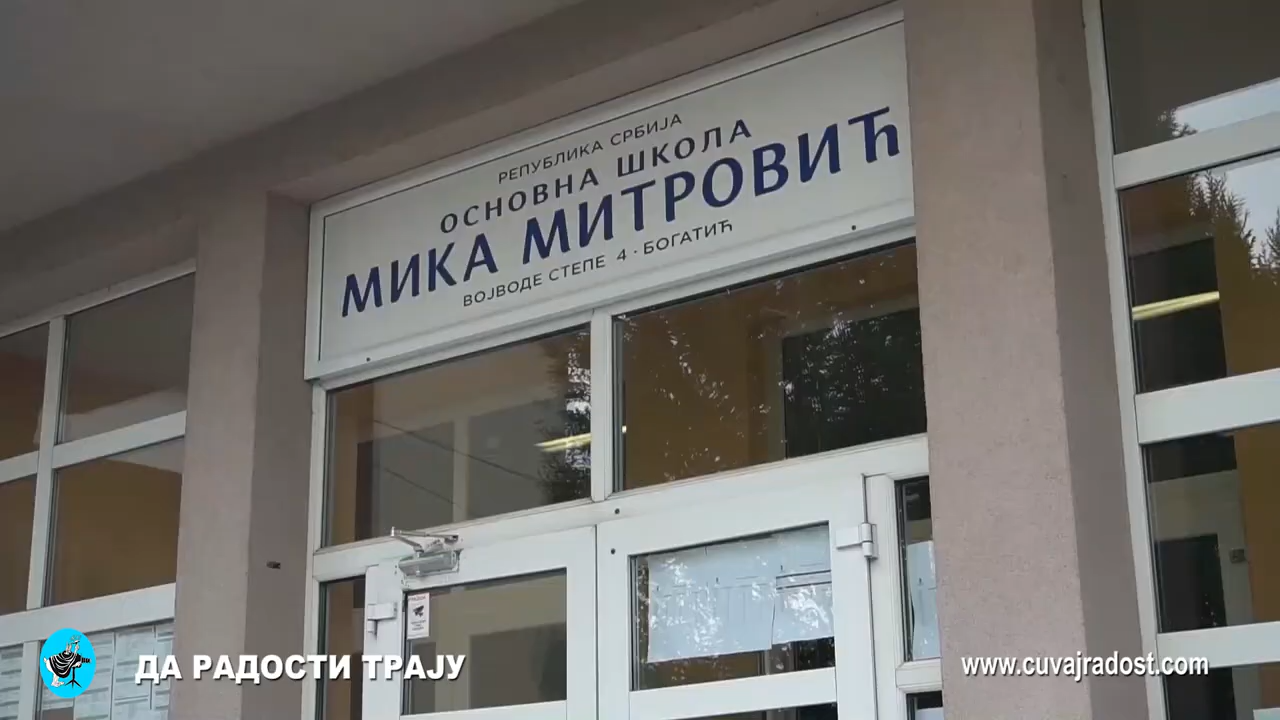 РЕПУБЛИКА СРБИЈА
ОСНОВНА ШКОЛА
МИКА МИТРОВИЋ
ВОЈВОДЕ СТЕПЕ 4 · БОГАТИЋ
ДА РАДОСТИ ТРАЈУ
www.cuvajradost.com